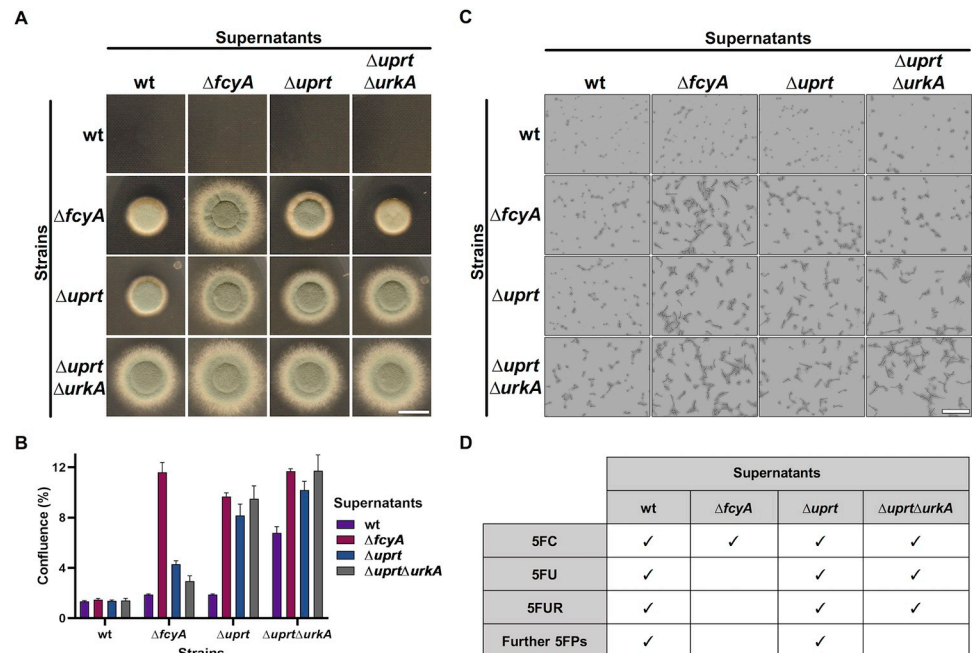 A
Supernatants
wt
ΔfcyA
Δuprt
Δuprt
ΔurkA
Strains
wt
ΔfcyA
Δuprt
Δuprt
ΔurkA
B
Confluence (%)
12
8
4
0
wt
ΔfcyA
Δuprt
ΔuprtΔurkA
Strains
Supernatants
wt
ΔfcyA
Δuprt
ΔuprtΔurkA
C
Supernatants
wt
ΔfcyA
Δuprt
Δuprt
ΔurkA
Strains
wt
ΔfcyA
Δuprt
Δuprt
ΔurkA
D
Supernatants
wt ΔfcyA Δuprt ΔuprtΔurkA
5FC ✓ ✓ ✓ ✓
5FU ✓ ✓ ✓
5FUR ✓ ✓ ✓
Further 5FPs ✓ ✓